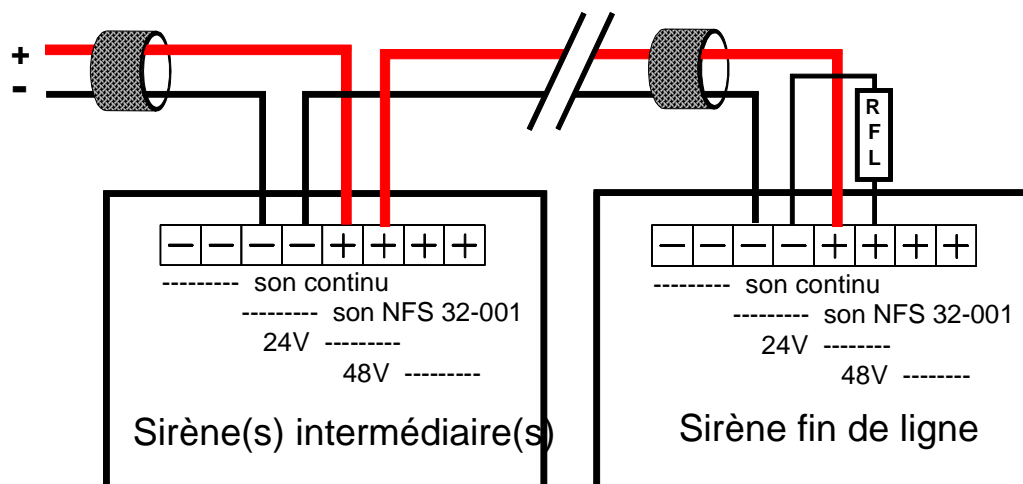 +
-
R
F
L
− − − − + + + +
--------- son continu
--------- son NFS 32-001
24V ---------
48V ---------
Sirène(s) intermédiaire(s)
− − − − + + + +
--------- son continu
--------- son NFS 32-001
24V --------
48V --------
Sirène fin de ligne